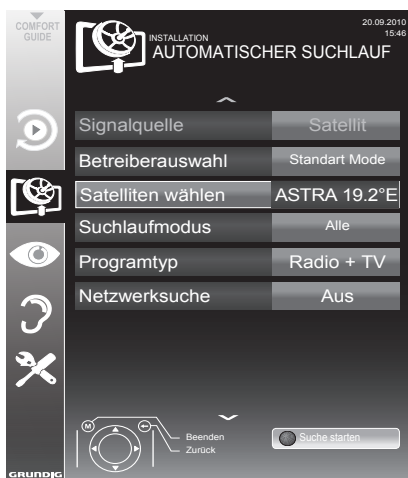 COMFORT
GUIDE
INSTALLATION
AUTOMATISCHER SUCHLAUF
20.09.2010
15:46
Signalquelle Satellit
Betreiberauswahl Standart Mode
Satelliten wählen ASTRA 19.2°E
Suchlaufmodus Alle
Programtyp Radio + TV
Netzwerksuche Aus
M
Beenden
Zurück
Suche starten
GRUNDIG